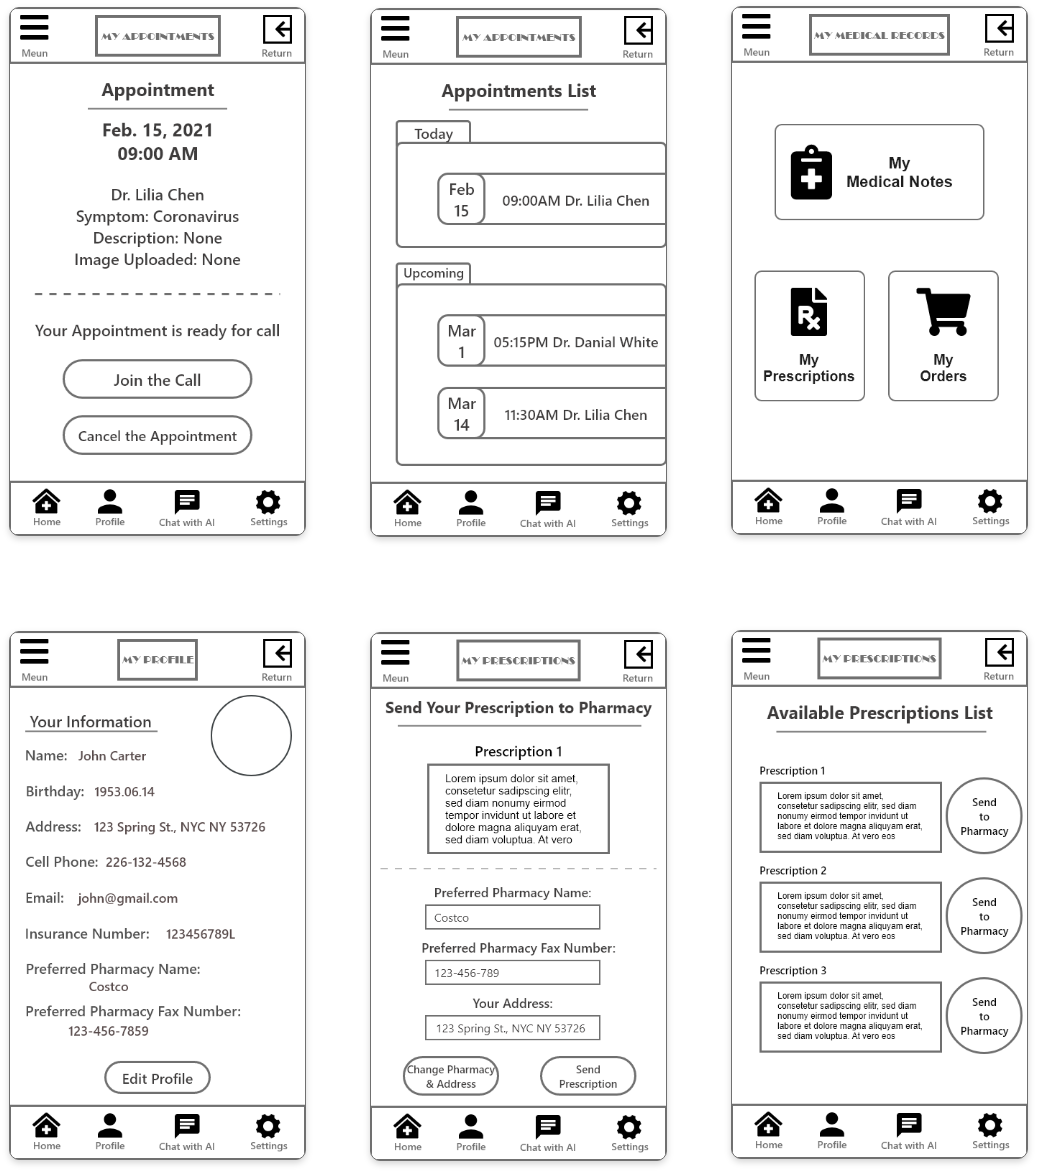 MY APPOINTMENTS
Meun
Return
Appointment
Feb. 15, 2021
09:00 AM
Dr. Lilia Chen
Symptom: Coronavirus
Description: None
Image Uploaded: None
Your Appointment is ready for call
Join the Call
Cancel the Appointment
Home
Profile
Chat with AI
Settings
MY APPOINTMENTS
Meun
Return
Appointments List
Today
Feb
15
09:00AM Dr. Lilia Chen
Upcoming
Mar
1
05:15PM Dr. Danial White
Mar
14
11:30AM Dr. Lilia Chen
Home
Profile
Chat with AI
Settings
MY MEDICAL RECORDS
Meun
Return
My
Medical Notes
Rx
My
Prescriptions
My
Orders
Home
Profile
Chat with AI
Settings
MY PROFILE
Meun
Return
Your Information
Name: John Carter
Birthday: 1953.06.14
Address: 123 Spring St., NYC NY 53726
Cell Phone: 226-132-4568
Email: john@gmail.com
Insurance Number: 123456789L
Preferred Pharmacy Name:
Costco
Preferred Pharmacy Fax Number:
123-456-7859
Edit Profile
Home
Profile
Chat with AI
Settings
MY PRESCRIPTIONS
Meun
Return
Send Your Prescription to Pharmacy
Prescription 1
Lorem ipsum dolor sit amet,
consetetur sadipscing elitr,
sed diam nonumy eirmod
tempor invidunt ut labore et
dolore magna aliquyam erat,
sed diam voluptua. At vero
Preferred Pharmacy Name:
Costco
Preferred Pharmacy Fax Number:
123-456-789
Your Address:
123 Spring St., NYC NY 53726
Change Pharmacy
& Address
Send
Prescription
Home
Profile
Chat with AI
Settings
MY PRESCRIPTIONS
Meun
Return
Available Prescriptions List
Prescription 1
Lorem ipsum dolor sit amet,
consetetur sadipscing elitr, sed diam
nonumy eirmod tempor invidunt ut
labore et dolore magna aliquyam erat,
sed diam voluptua. At vero eos
Send
to
Pharmacy
Prescription 2
Lorem ipsum dolor sit amet,
consetetur sadipscing elitr, sed diam
nonumy eirmod tempor invidunt ut
labore et dolore magna aliquyam erat,
sed diam voluptua. At vero eos
Send
to
Pharmacy
Prescription 3
Lorem ipsum dolor sit amet,
consetetur sadipscing elitr, sed diam
nonumy eirmod tempor invidunt ut
labore et dolore magna aliquyam erat,
sed diam voluptua. At vero eos
Send
to
Pharmacy
Home
Profile
Chat with AI
Settings